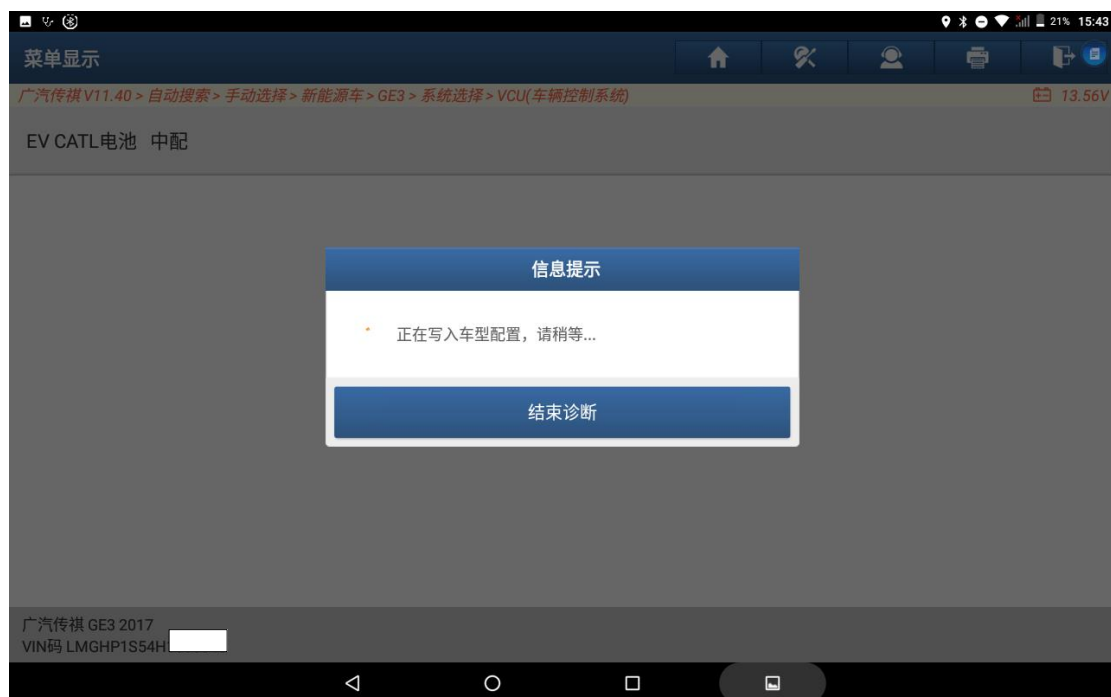 21% 15:43
菜单显示
广汽传祺 V11.40 > 自动搜索 > 手动选择 > 新能源车 > GE3 > 系统选择 > VCU(车辆控制系统)
13.56V
EV CATL电池 中配
信息提示
正在写入车型配置，请稍等...
结束诊断
广汽传祺 GE3 2017
VIN码 LMGHP1S54H